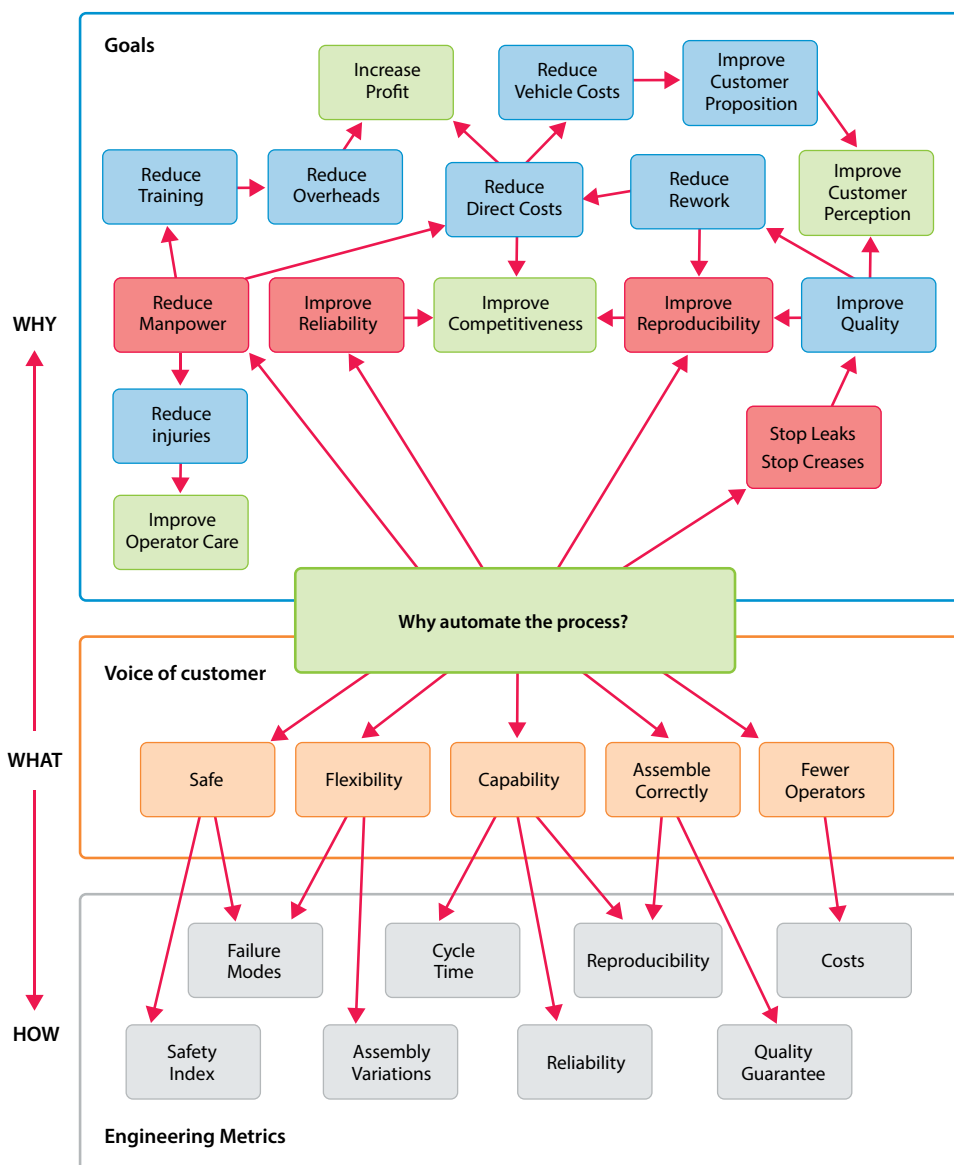 Goals
Increase
Profit
Reduce
Vehicle Costs
Improve
Customer
Proposition
Reduce
Training
Reduce
Overheads
Reduce
Direct Costs
Reduce
Rework
Improve
Customer
Perception
WHY
Reduce
Manpower
Improve
Reliability
Improve
Competitiveness
Improve
Reproducibility
Improve
Quality
Reduce
injuries
Stop Leaks
Stop Creases
Improve
Operator Care
Why automate the process?
Voice of customer
WHAT
Safe
Flexibility
Capability
Assemble
Correctly
Fewer
Operators
Failure
Modes
Cycle
Time
Reproducibility
Costs
HOW
Safety
Index
Assembly
Variations
Reliability
Quality
Guarantee
Engineering Metrics